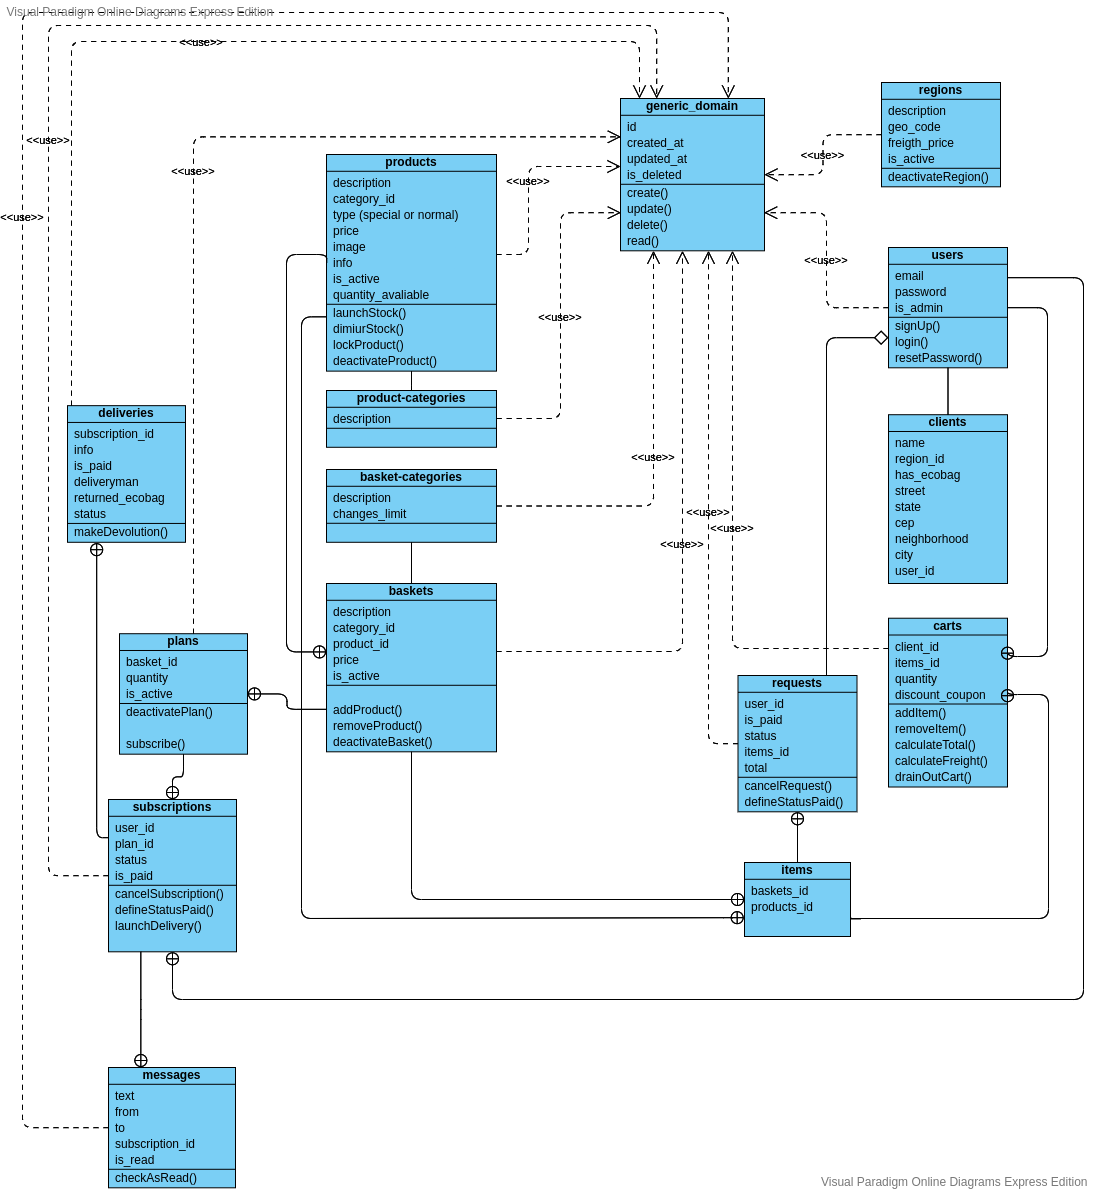 Visual Paradigm Online Diagrams Express Edition
<<use>>
<<use>>
<<use>>
<<use>>
<<use>>
<<use>>
<<use>>
<<use>>
<<use>>
<<use>>
<<use>>
<<use>>
generic_domain
id
created_at
updated_at
is_deleted
create()
update()
delete()
read()
regions
description
geo_code
freigth_price
is_active
deactivateRegion()
products
description
category_id
type (special or normal)
price
image
info
is_active
quantity_avaliable
launchStock()
dimiurStock()
lockProduct()
deactivateProduct()
users
email
password
is_admin
signUp()
login()
resetPassword()
product-categories
description
deliveries
subscription_id
info
is_paid
deliveryman
returned_ecobag
status
makeDevolution()
clients
name
region_id
has_ecobag
street
state
cep
neighborhood
city
user_id
basket-categories
description
changes_limit
baskets
description
category_id
product_id
price
is_active
addProduct()
removeProduct()
deactivateBasket()
plans
basket_id
quantity
is_active
deactivatePlan()
subscribe()
carts
client_id
items_id
quantity
discount_coupon
addItem()
removeItem()
calculateTotal()
calculateFreight()
drainOutCart()
requests
user_id
is_paid
status
items_id
total
cancelRequest()
defineStatusPaid()
subscriptions
user_id
plan_id
status
is_paid
cancelSubscription()
defineStatusPaid()
launchDelivery()
items
baskets_id
products_id
messages
text
from
to
subscription_id
is_read
checkAsRead()
Visual Paradigm Online Diagrams Express Edition